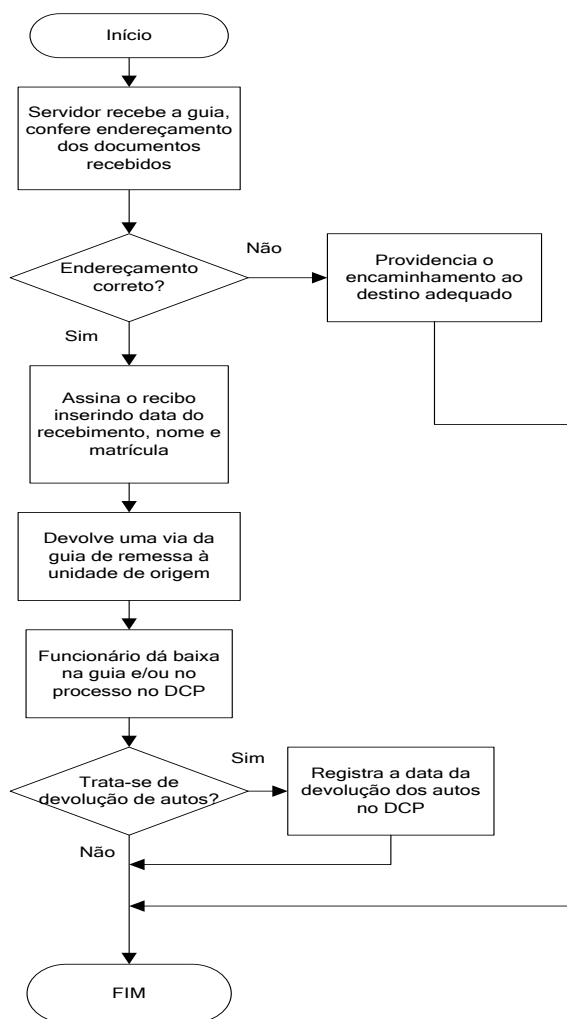 Início
Servidor recebe a guia,
confere endereçamento
dos documentos
recebidos
Não
Endereçamento
correto?
Providencia o
encaminhamento ao
destino adequado
Sim
Assina o recibo
inserindo data do
recebimento, nome e
matrícula
Devolve uma via da
guia de remessa à
unidade de origem
Funcionário dá baixa
na guia e/ou no
processo no DCP
Sim
Trata-se de
devolução de autos?
Registra a data da
devolução dos autos
no DCP
Não
FIM